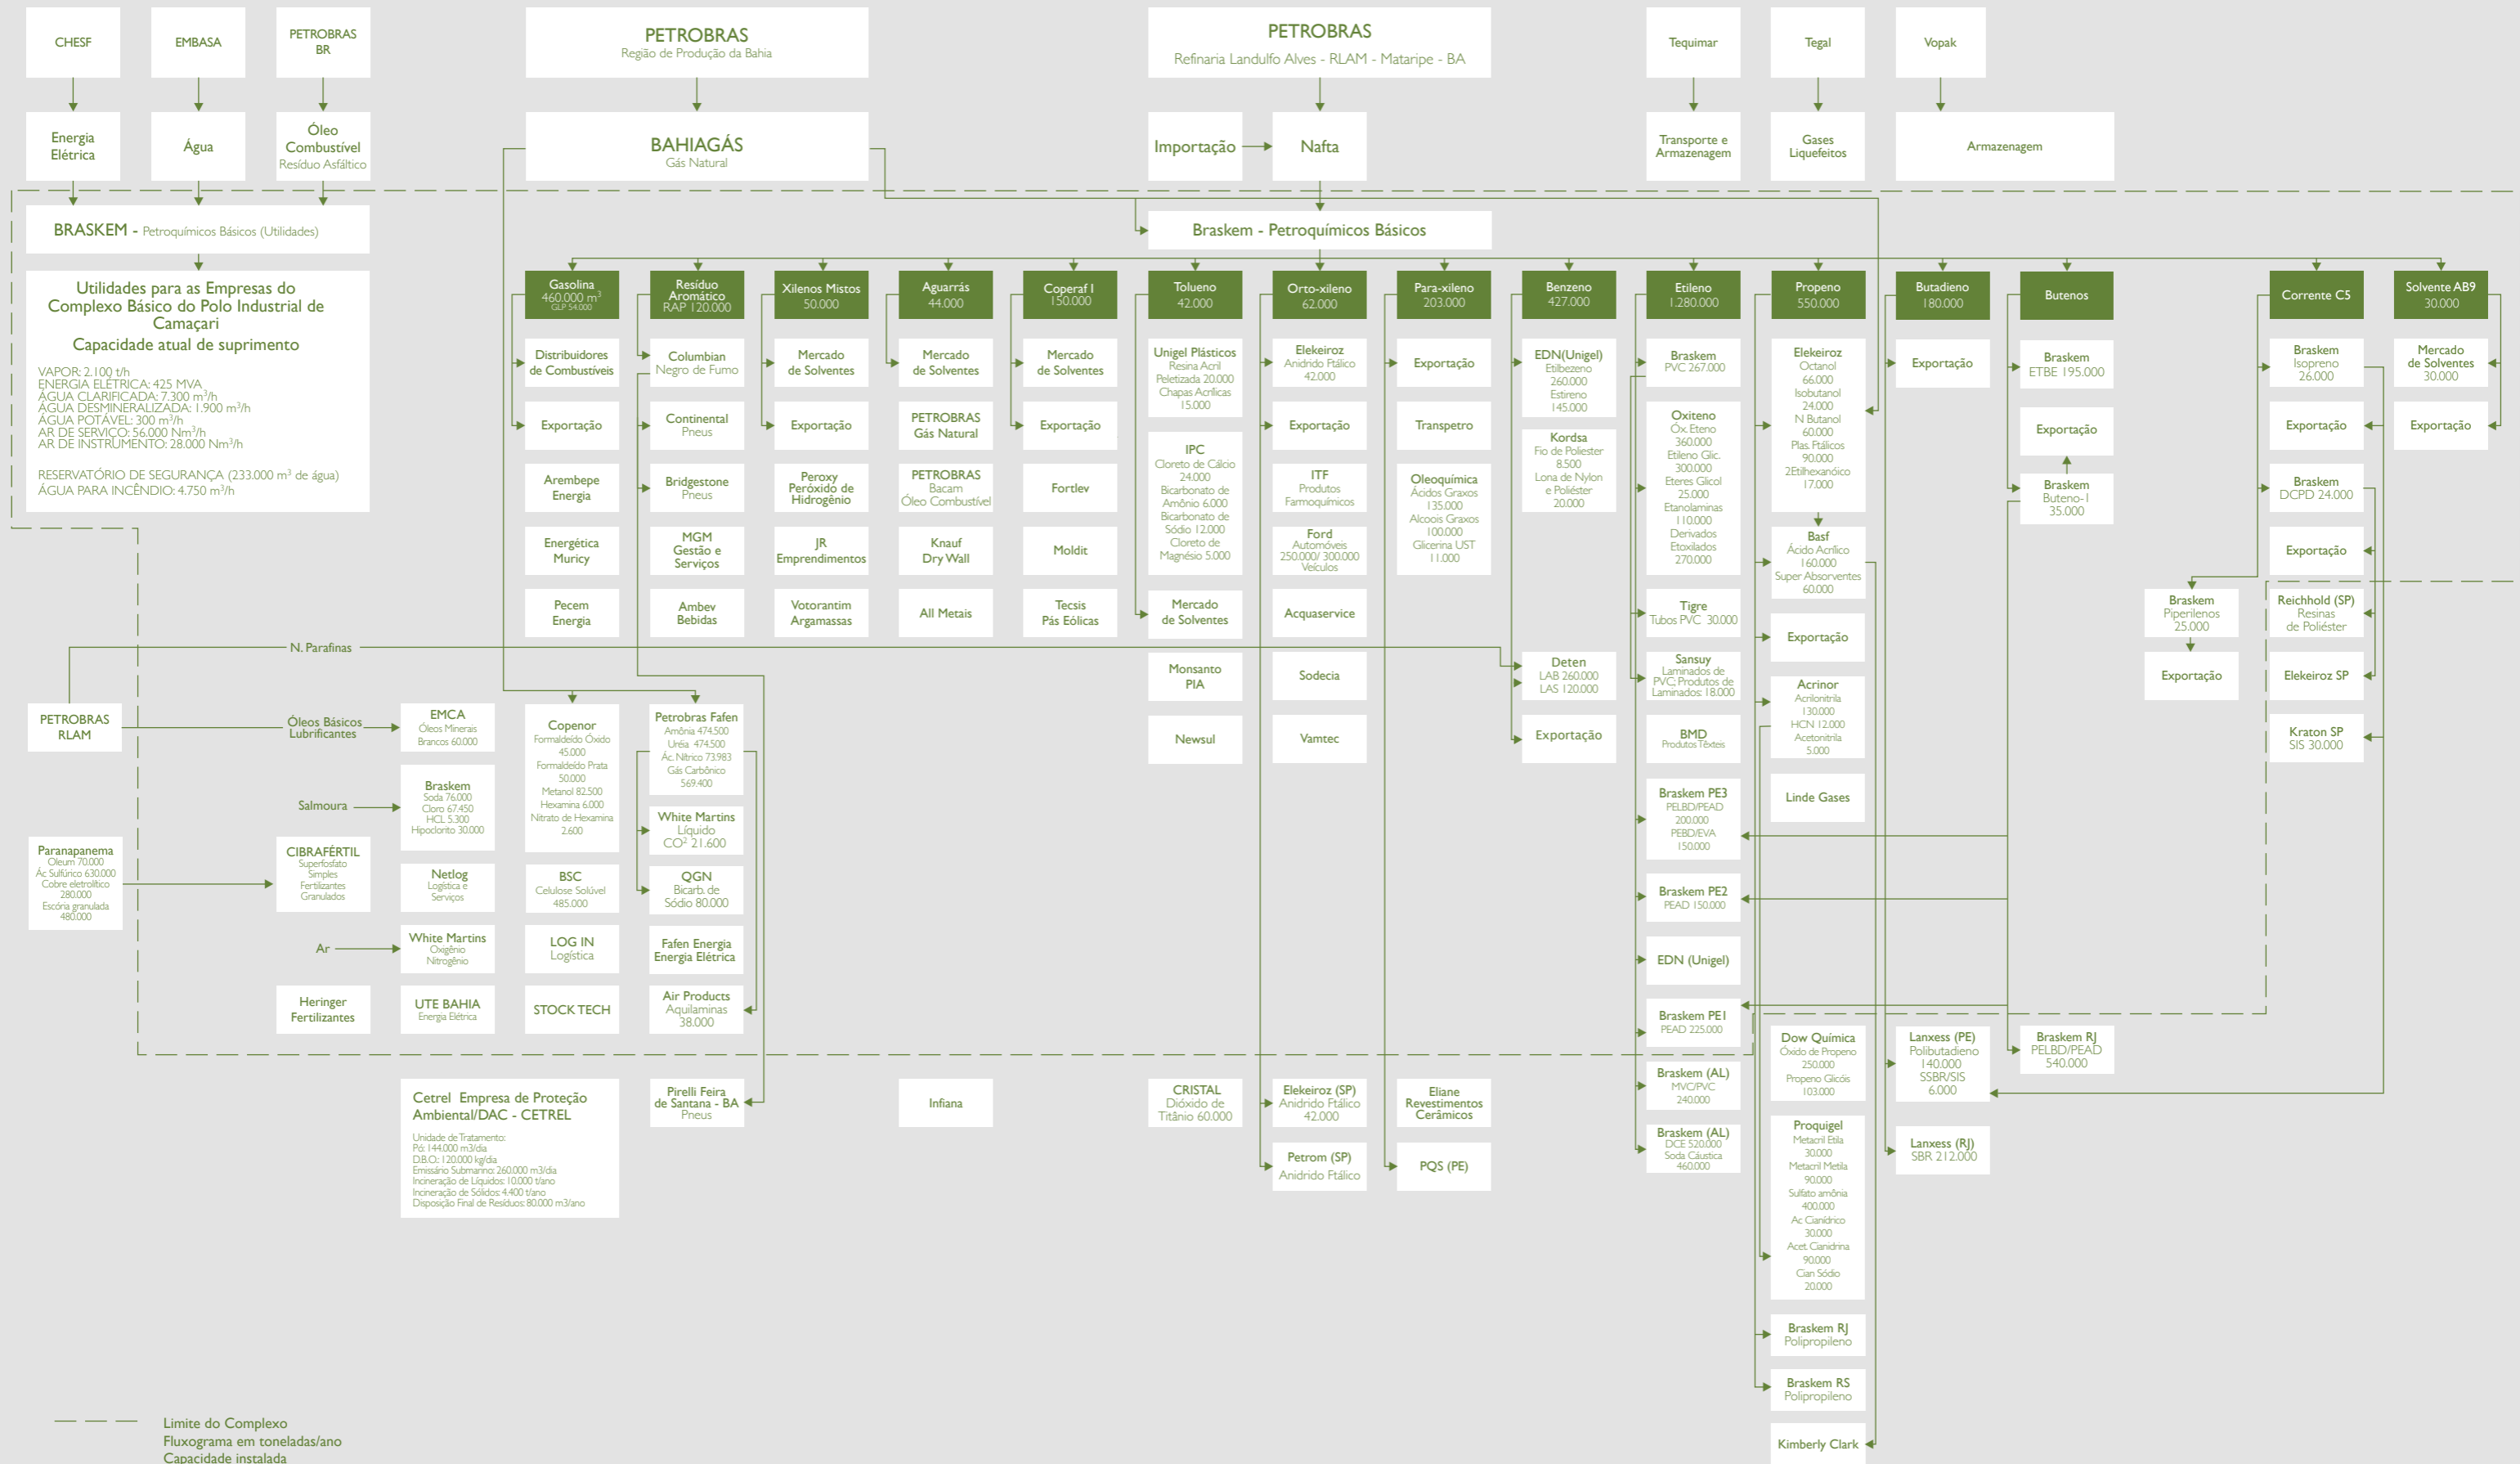 CHESF
EMBASA
PETROBRAS
BR
PETROBRAS
Região de Produção da Bahia
PETROBRAS
Refinaria Landulfo Alves - RLAM - Mataripe - BA
Tequimar
Tegal
Vopak
Energia
Elétrica
Água
Óleo
Combustível
Resíduo Asfáltico
BAHIAGÁS
Gás Natural
Importação
Nafta
Transporte e
Armazenagem
Gases
Liquefeitos
Armazenagem
BRASKEM - Petroquímicos Básicos (Utilidades)
Braskem - Petroquímicos Básicos
Utilidades para as Empresas do
Complexo Básico do Polo Industrial de
Camaçari
Capacidade atual de suprimento
VAPOR: 2.100 t/h
ENERGIA ELÉTRICA: 425 MVA
ÁGUA CLARIFICADA: 7.300 m³/h
ÁGUA DESMINERALIZADA: 1.900 m³/h
ÁGUA POTÁVEL: 300 m³/h
AR DE SERVIÇO: 56.000 Nm³/h
AR DE INSTRUMENTO: 28.000 Nm³/h
RESERVATÓRIO DE SEGURANÇA (233.000 m³ de água)
ÁGUA PARA INCÊNDIO: 4.750 m³/h
Gasolina
460.000 m³
GLP 54.000
Distribuidores
de Combustíveis
Exportação
Arembepe
Energia
Energética
Muricy
Pecem
Energia
Resíduo
Aromático
RAP 120.000
Columbian
Negro de Fumo
Continental
Pneus
Bridgestone
Pneus
MGM
Gestão e
Serviços
Ambev
Bebidas
Xilenos Mistos
50.000
Mercado
de Solventes
Exportação
Peroxy
Peróxido de
Hidrogênio
JR
Emprendimentos
Votorantim
Argamassas
Aguarrás
44.000
Mercado
de Solventes
PETROBRAS
Gás Natural
PETROBRAS
Bacam
Óleo Combustível
Knauf
Dry Wall
All Metais
Coperaf I
150.000
Mercado
de Solventes
Exportação
Fortlev
Moldit
Tecsis
Pás Eólicas
Tolueno
42.000
Unigel Plásticos
Resina Acril
Peletizada 20.000
Chapas Acrílicas
15.000
IPC
Cloreto de Cálcio
24.000
Bicarbonato de
Amônio 6.000
Bicarbonato de
Sódio 12.000
Cloreto de
Magnésio 5.000
Mercado
de Solventes
Monsanto
PIA
Newsul
Orto-xileno
62.000
Elekeiroz
Anidrido Ftálico
42.000
Exportação
ITF
Produtos
Farmoquímicos
Ford
Automóveis
250.000/ 300.000
Veículos
Acquaservice
Sodecia
Vamtec
Para-xileno
203.000
Exportação
Transpetro
Oleoquímica
Ácidos Graxos
135.000
Alcoois Graxos
100.000
Glicerina UST
11.000
Benzeno
427.000
EDN(Unigel)
Etilbezeno
260.000
Estireno
145.000
Kordsa
Fio de Poliester
8.500
Lona de Nylon
e Poliéster
20.000
Deten
LAB 260.000
LAS 120.000
Exportação
Etileno
1.280.000
Braskem
PVC 267.000
Oxiteno
Óx. Eteno
360.000
Etileno Glic.
300.000
Eteres Glicol
25.000
Etanolaminas
110.000
Derivados
Etoxilados
270.000
Tigre
Tubos PVC 30.000
Sansuy
Laminados de
PVC; Produtos de
Laminados: 18.000
BMD
Produtos Têxteis
Braskem PE3
PELBD/PEAD
200.000
PEBD/EVA
150.000
Braskem PE2
PEAD 150.000
EDN (Unigel)
Braskem PE1
PEAD 225.000
Braskem (AL)
MVC/PVC
240.000
Braskem (AL)
DCE 520.000
Soda Cáustica
460.000
Propeno
550.000
Elekeiroz
Octanol
66.000
Isobutanol
24.000
N Butanol
60.000
Plas. Ftálicos
90.000
2Etilhexanóico
17.000
Basf
Ácido Acrílico
160.000
Super Absorventes
60.000
Exportação
Acrinor
Acrilonitrila
130.000
HCN 12.000
Acetonitrila
5.000
Linde Gases
Dow Química
Óxido de Propeno
250.000
Propeno Glicóis
103.000
Proquigel
Metacril Etila
30.000
Metacril Metila
90.000
Sulfato amônia
400.000
Ac Cianídrico
30.000
Acet. Cianidrina
90.000
Cian Sódio
20.000
Braskem RJ
Polipropileno
Braskem RS
Polipropileno
Kimberly Clark
Butadieno
180.000
Exportação
Lanxess (PE)
Polibutadieno
140.000
SSBR/SIS
6.000
Lanxess (RJ)
SBR 212.000
Butenos
Braskem
ETBE 195.000
Exportação
Braskem
Buteno-1
35.000
Braskem RJ
PELBD/PEAD
540.000
Corrente C5
Braskem
Isopreno
26.000
Exportação
Braskem
DCPD 24.000
Exportação
Braskem
Piperilenos
25.000
Exportação
Reichhold (SP)
Resinas
de Poliéster
Elekeiroz SP
Kraton SP
SIS 30.000
Solvente AB9
30.000
Mercado
de Solventes
30.000
Exportação
N. Parafinas
PETROBRAS
RLAM
Óleos Básicos
Lubrificantes
EMCA
Óleos Minerais
Brancos 60.000
Salmoura
Braskem
Soda 76.000
Cloro 67.450
HCL 5.300
Hipoclorito 30.000
Paranapanema
Oleum 70.000
Ác Sulfúrico 630.000
Cobre eletrolítico
280.000
Escória granulada
480.000
CIBRAFÉRTIL
Superfosfato
Simples
Fertilizantes
Granulados
Netlog
Logística e
Serviços
Ar
White Martins
Oxigênio
Nitrogênio
Heringer
Fertilizantes
UTE BAHIA
Energia Elétrica
Copenor
Formaldeído Óxido
45.000
Formaldeído Prata
50.000
Metanol 82.500
Hexamina 6.000
Nitrato de Hexamina
2.600
BSC
Celulose Solúvel
485.000
LOG IN
Logística
STOCK TECH
Petrobras Fafen
Amônia 474.500
Uréia 474.500
Ác. Nítrico 73.983
Gás Carbônico
569.400
White Martins
Líquido
CO² 21.600
QGN
Bicarb. de
Sódio 80.000
Fafen Energia
Energia Elétrica
Air Products
Aquilaminas
38.000
Cetrel Empresa de Proteção
Ambiental/DAC - CETREL
Unidade de Tratamento:
Pó: 144.000 m3/dia
D.B.O.: 120.000 kg/dia
Emissário Submarino: 260.000 m3/dia
Incineração de Líquidos: 10.000 t/ano
Incineração de Sólidos: 4.400 t/ano
Disposição Final de Resíduos: 80.000 m3/ano
Pirelli Feira
de Santana - BA
Pneus
Infiana
CRISTAL
Dióxido de
Titânio 60.000
Elekeiroz (SP)
Anidrido Ftálico
42.000
Petrom (SP)
Anidrido Ftálico
Eliane
Revestimentos
Cerâmicos
PQS (PE)
Limite do Complexo
Fluxograma em toneladas/ano
Capacidade instalada